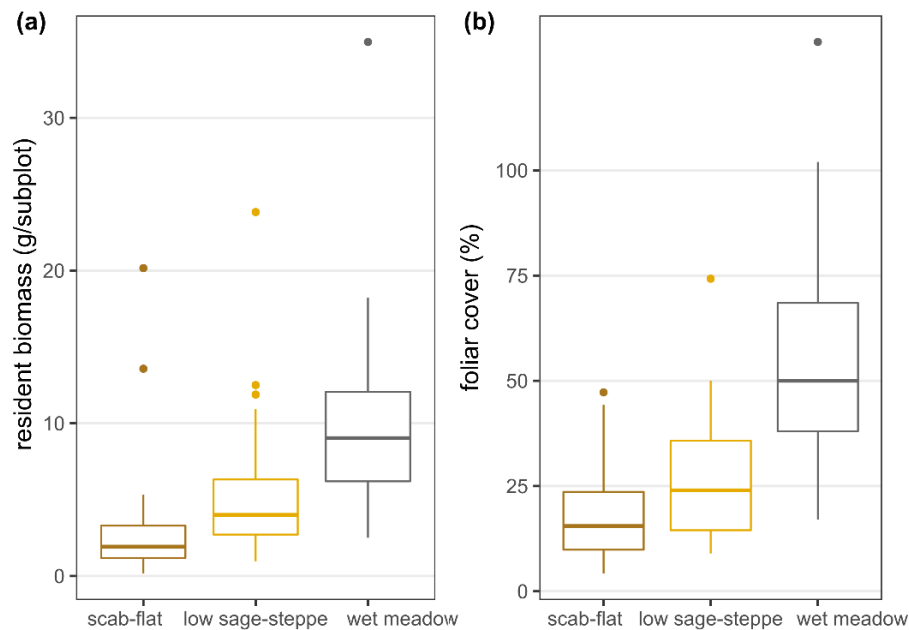 (a)
resident biomass (g/subplot)
30
20
10
0
scab-flat low sage-steppe wet meadow
(b)
foliar cover (%)
100
75
50
25
0
scab-flat low sage-steppe wet meadow